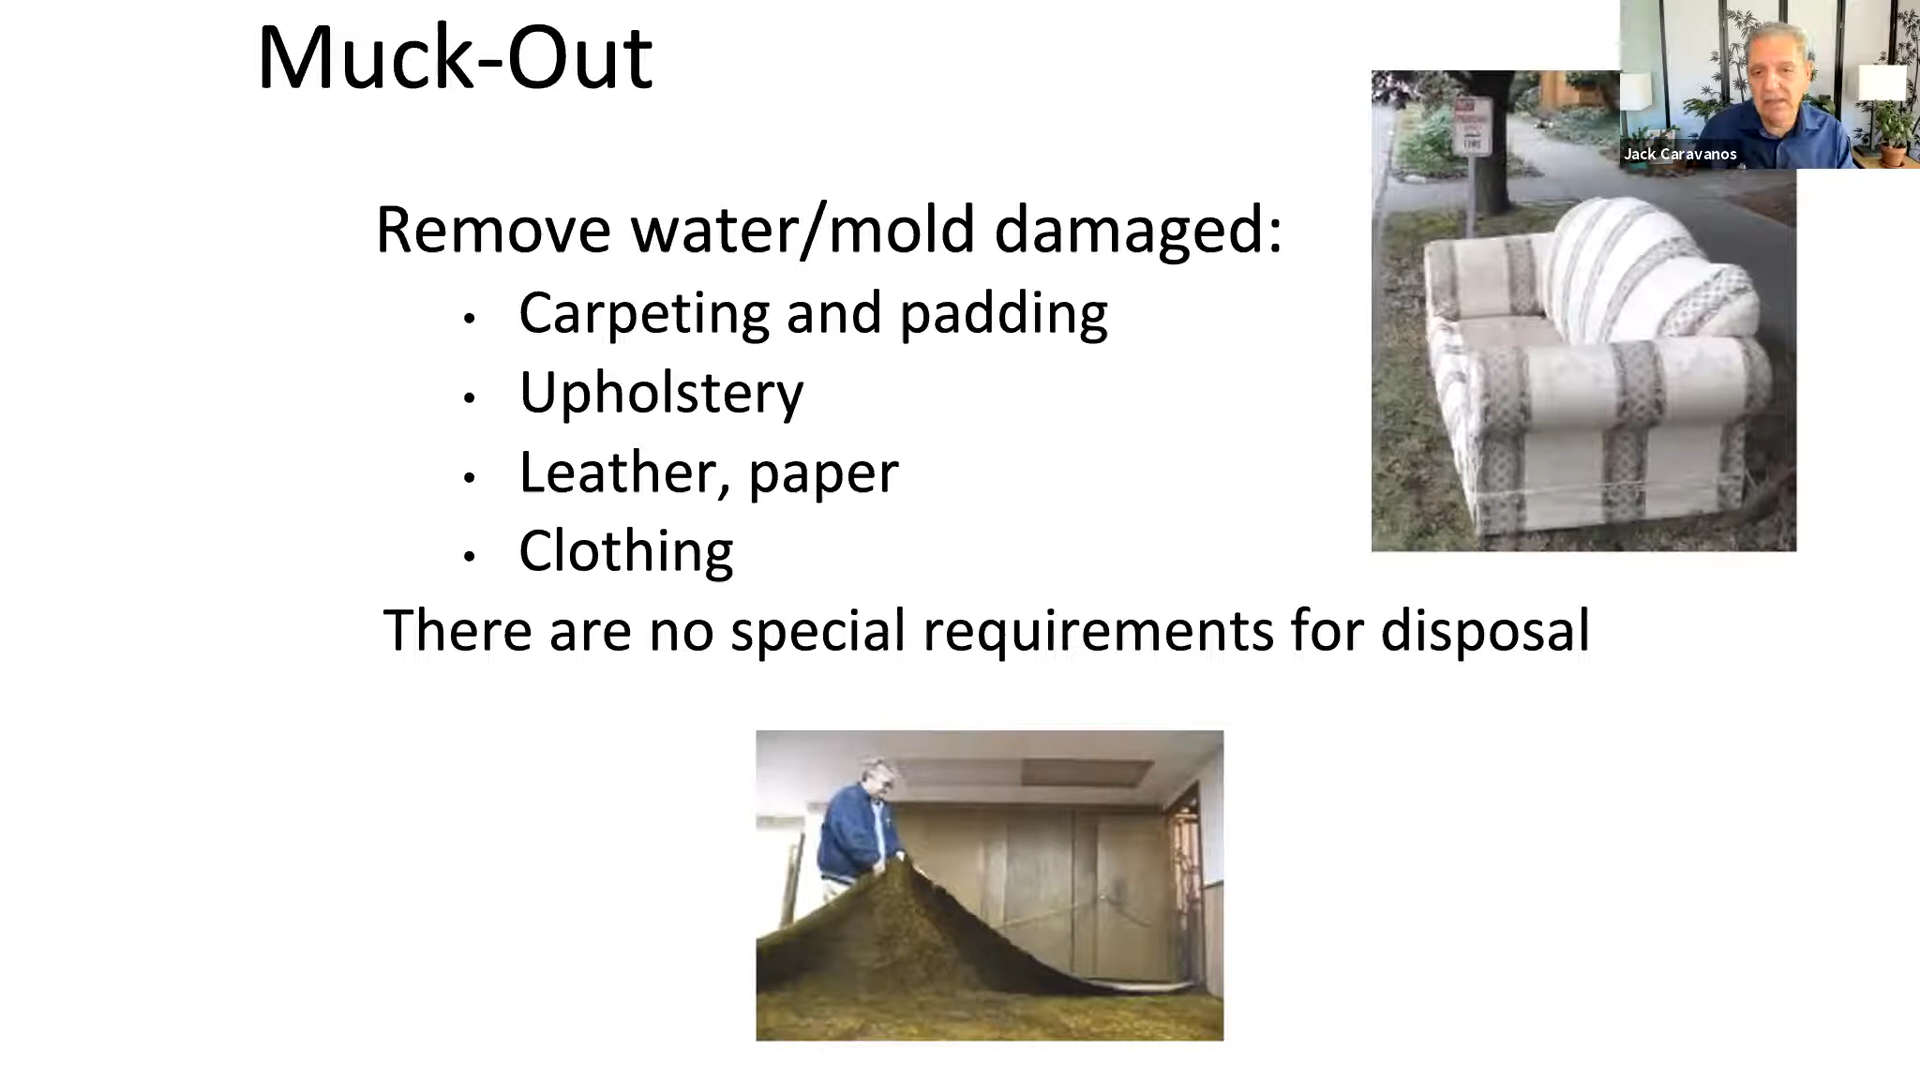 Muck-Out
Jack Caravanos
Remove water/mold damaged:
• Carpeting and padding
• Upholstery
• Leather, paper
• Clothing
There are no special requirements for disposal